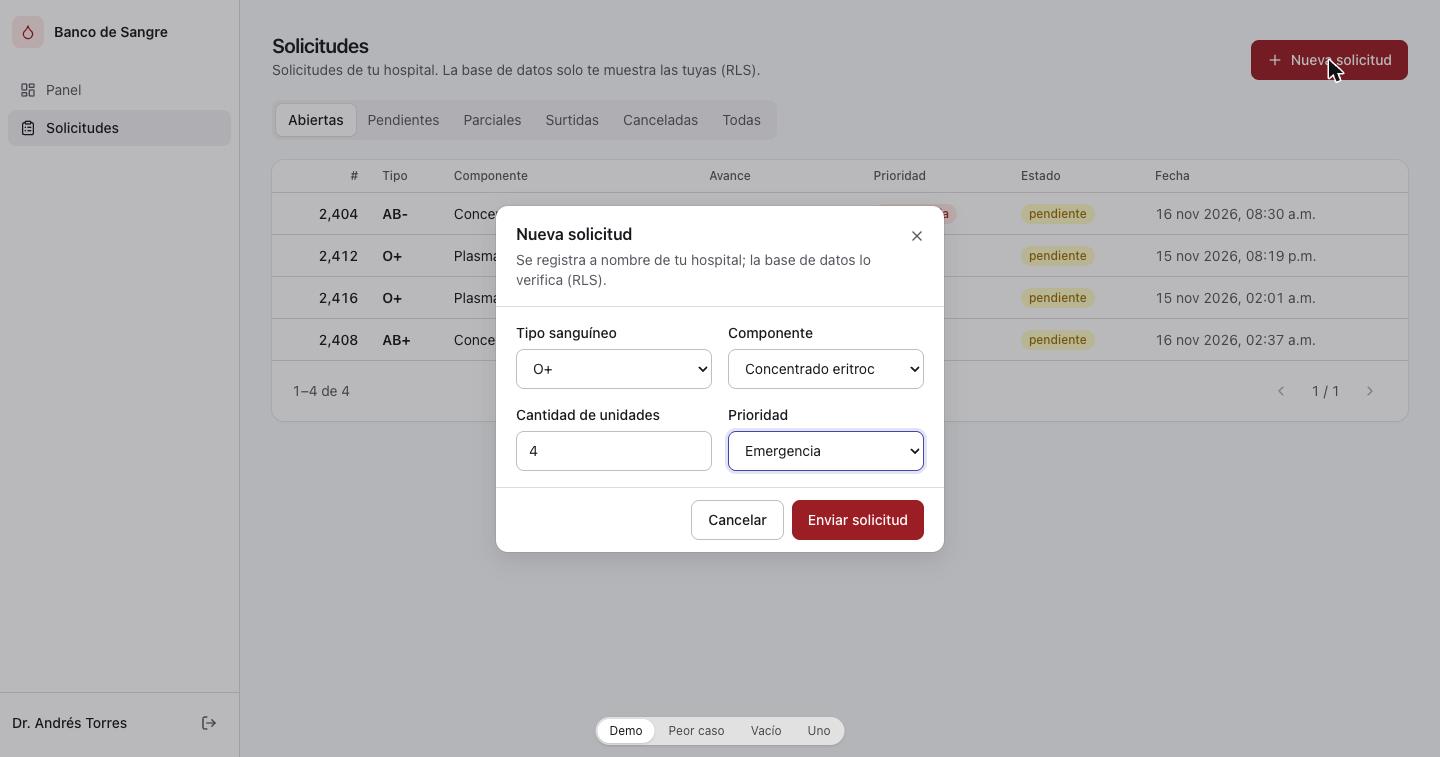 Banco de Sangre
Panel
Solicitudes
Dr. Andrés Torres
Solicitudes
Solicitudes de tu hospital. La base de datos solo te muestra las tuyas (RLS).
Nueva solicitud
Abiertas Pendientes Parciales Surtidas Canceladas Todas
# Tipo Componente Avance Prioridad Estado Fecha
2,404 AB- pendiente 16 nov 2026, 08:30 a.m.
2,412 O+ Plasma pendiente 15 nov 2026, 08:19 p.m.
2,416 O+ Plasma pendiente 15 nov 2026, 02:01 p.m.
2,408 AB+ pendiente 16 nov 2026, 02:37 a.m.
1–4 de 4 1 / 1
Nueva solicitud
Se registra a nombre de tu hospital; la base de datos lo
verifica (RLS).
Tipo sanguíneo Componente
O+ Concentrado eritroc
Cantidad de unidades Prioridad
4 Emergencia
Cancelar Enviar solicitud
Demo Peor caso Vacío Uno